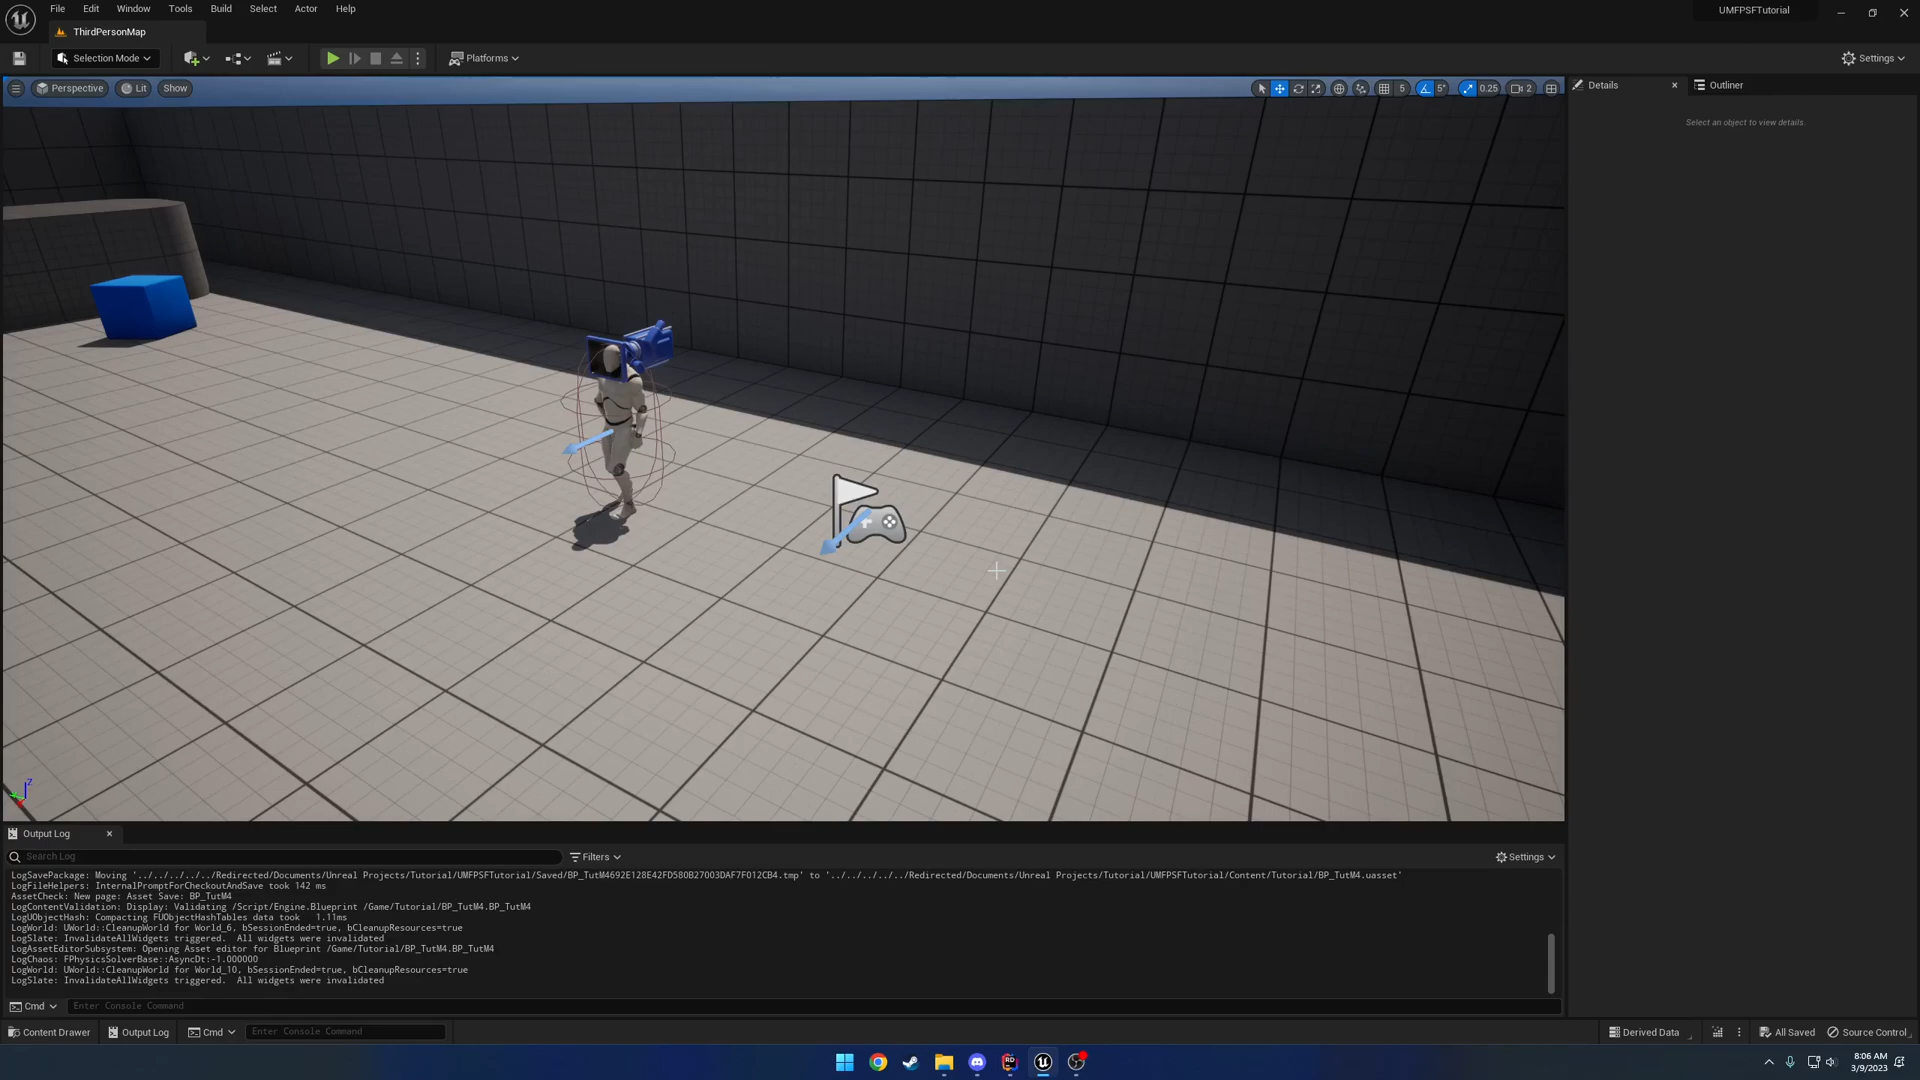 File Edit Window Tools Build Select Actor Help
UMFPSFTutorial
ThirdPersonMap
Selection Mode
Platforms
Settings
Perspective Lit Show
5 5° 0.25 2
Details
Outliner
Select an object to view details.
Z
Output Log
Search Log
Filters
Settings
LogSavePackage: Moving '../../../../../Redirected/Documents/Unreal Projects/Tutorial/UMFPSFTutorial/Saved/BP_TutM4692E128E42FD580B27003DAF7F012CB4.tmp' to '../../../../../Redirected/Documents/Unreal Projects/Tutorial/UMFPSFTutorial/Content/Tutorial/BP_TutM4.uasset'
LogFileHelpers: InternalPromptForCheckoutAndSave took 142 ms
AssetCheck: New page: Asset Save: BP_TutM4
LogContentValidation: Display: Validating /Script/Engine.Blueprint /Game/Tutorial/BP_TutM4.BP_TutM4
LogUObjectHash: Compacting FUObjectHashTables data took 1.11ms
LogWorld: UWorld::CleanupWorld for World_6, bSessionEnded=true, bCleanupResources=true
LogSlate: InvalidateAllWidgets triggered. All widgets were invalidated
LogAssetEditorSubsystem: Opening Asset editor for Blueprint /Game/Tutorial/BP_TutM4.BP_TutM4
LogChaos: FPhysicsSolverBase::AsyncDt:-1.000000
LogWorld: UWorld::CleanupWorld for World_10, bSessionEnded=true, bCleanupResources=true
LogSlate: InvalidateAllWidgets triggered. All widgets were invalidated
Cmd Enter Console Command
Content Drawer Output Log Cmd Enter Console Command
Derived Data All Saved Source Control
RD
8:06 AM
3/9/2023